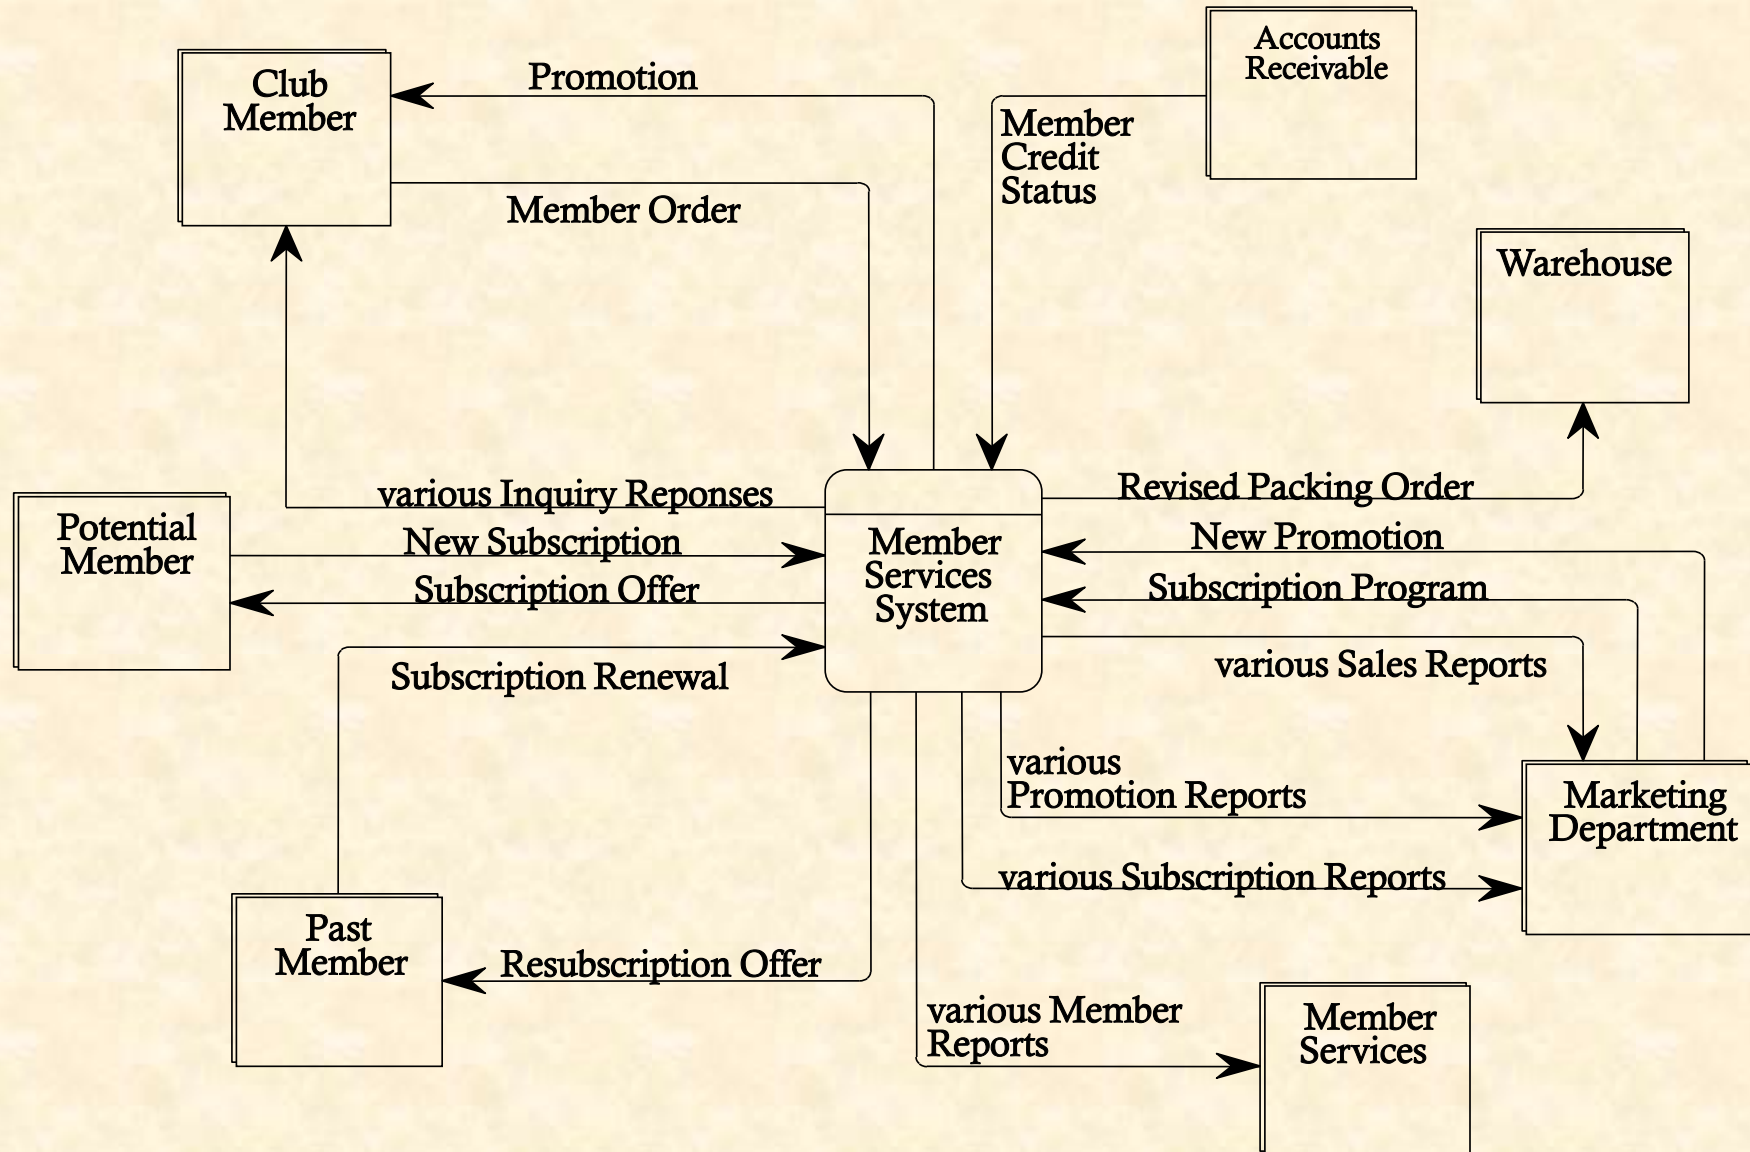 Accounts
Receivable
Club
Member
Promotion
Member
Credit
Status
Member Order
Warehouse
various Inquiry Reponses
Revised Packing Order
Potential
Member
New Subscription
Member
Services
System
New Promotion
Subscription Offer
Subscription Program
Subscription Renewal
various Sales Reports
various
Promotion Reports
Marketing
Department
various Subscription Reports
Past
Member
Resubscription Offer
various Member
Reports
Member
Services